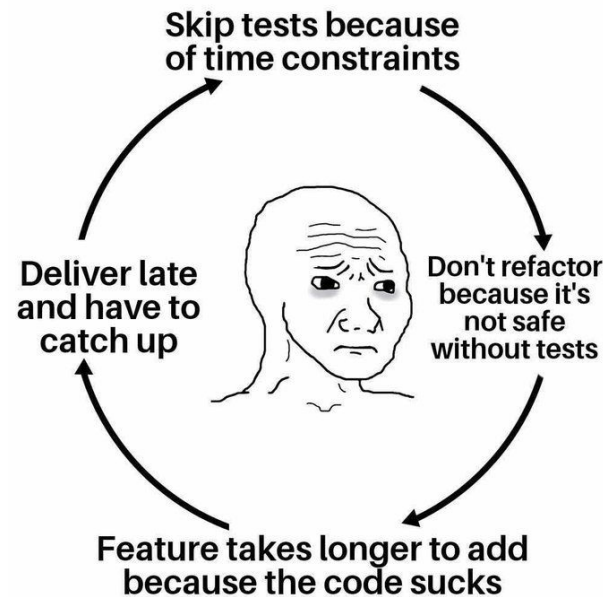 Skip tests because
of time constraints
Don't refactor
because it's
not safe
without tests
Feature takes longer to add
because the code sucks
Deliver late
and have to
catch up